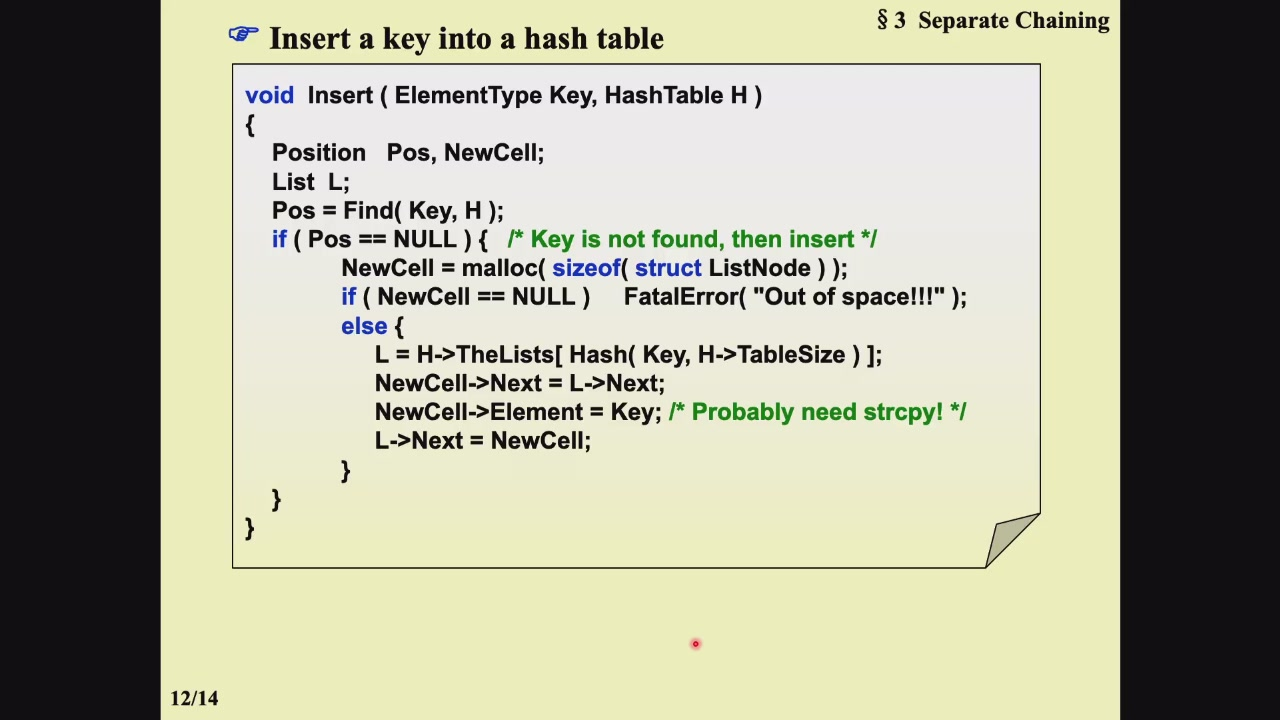 § 3 Separate Chaining
Insert a key into a hash table
void Insert ( ElementType Key, HashTable H )
{
Position Pos, NewCell;
List L;
Pos = Find( Key, H );
if ( Pos == NULL ) { /* Key is not found, then insert */
NewCell = malloc( sizeof( struct ListNode ) );
if ( NewCell == NULL ) FatalError( "Out of space!!!" );
else {
L = H->TheLists[ Hash( Key, H->TableSize ) ];
NewCell->Next = L->Next;
NewCell->Element = Key; /* Probably need strcpy! */
L->Next = NewCell;
}
}
}
12/14